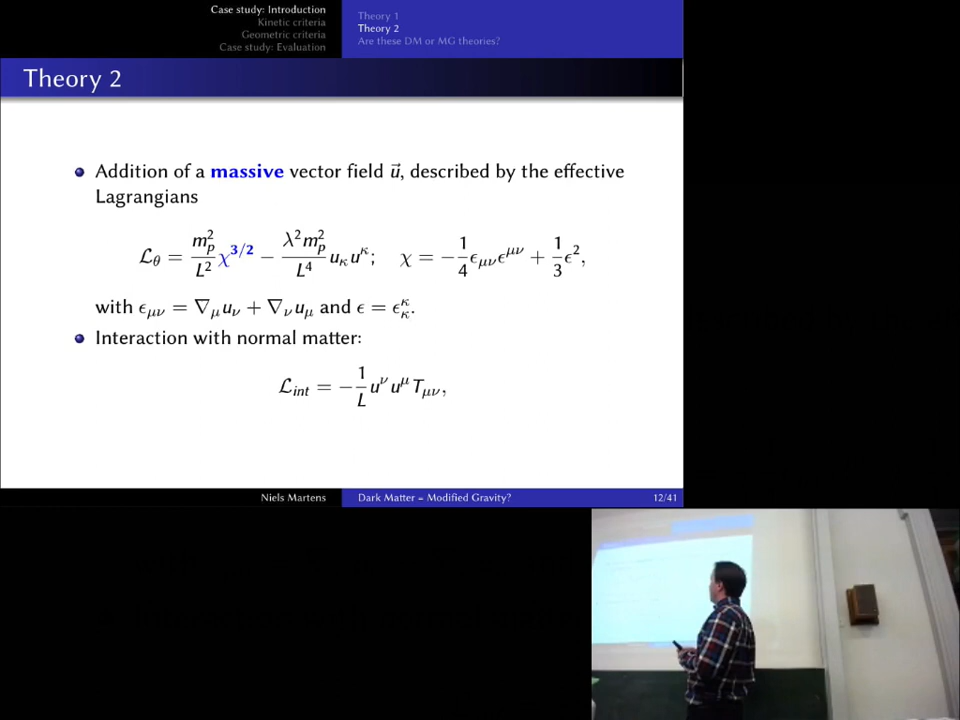 Case study: Introduction
Kinetic criteria
Geometric criteria
Case study: Evaluation
Theory 1
Theory 2
Are these DM or MG theories?
Theory 2
Addition of a massive vector field u⃗, described by the effective
Lagrangians
ℒ_θ = m_p^2/L^2 χ^{3/2} − λ^2 m_p^2/L^4 u_κ u^κ; χ = −1/4 ϵ_{μν} ϵ^{μν} + 1/3 ϵ^2,
with ϵ_{μν} = ∇_μ u_ν + ∇_ν u_μ and ϵ = ϵ^κ_κ.
Interaction with normal matter:
ℒ_int = −1/L u^ν u^μ T_{μν},
Niels Martens
Dark Matter = Modified Gravity?
12/41